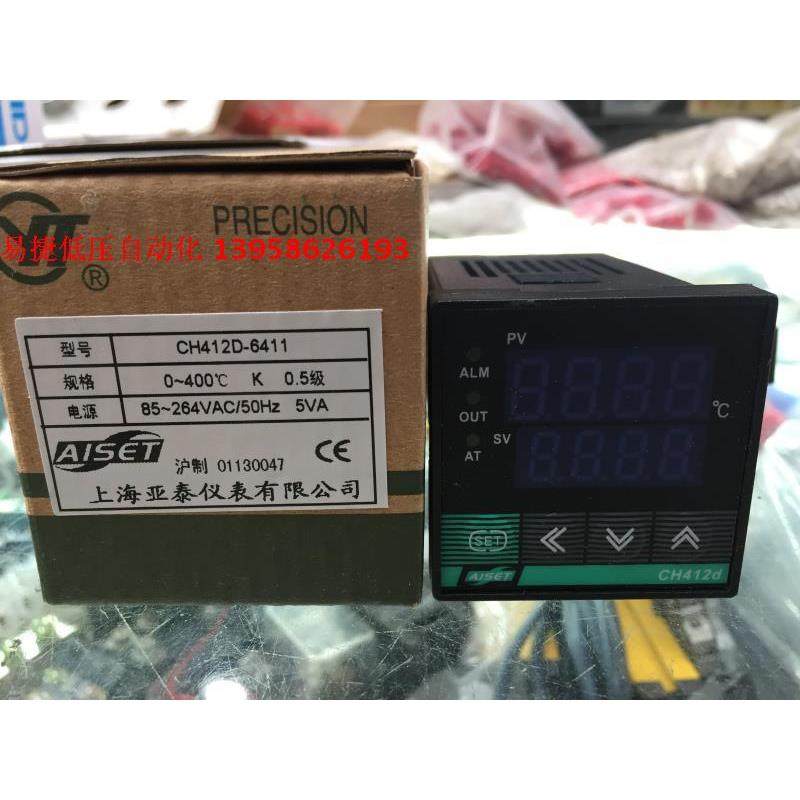 PRECISION
易捷低压自动化 13958626193
®
型号 CH412D-6411
规格 0~400℃ K 0.5级
电源 85~264VAC/50Hz 5VA
AISET 沪制 01130047 CE
上海亚泰仪表有限公司
PV
ALM
OUT
℃
SV
AT
SET
AISET CH412d